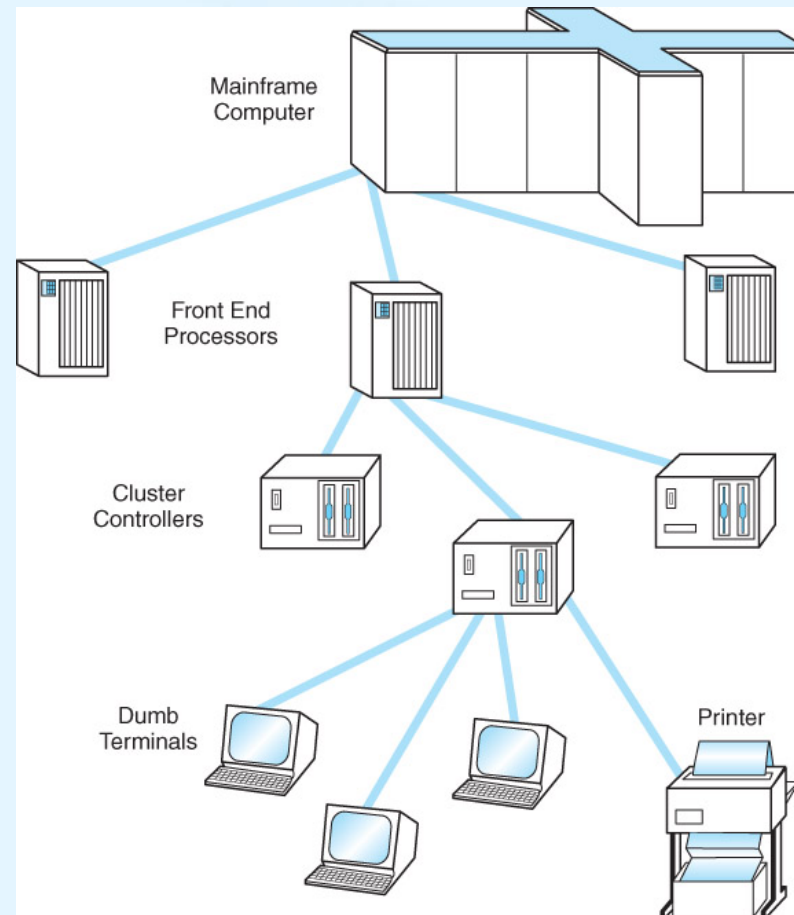 Mainframe
Computer
Front End
Processors
Cluster
Controllers
Dumb
Terminals
Printer